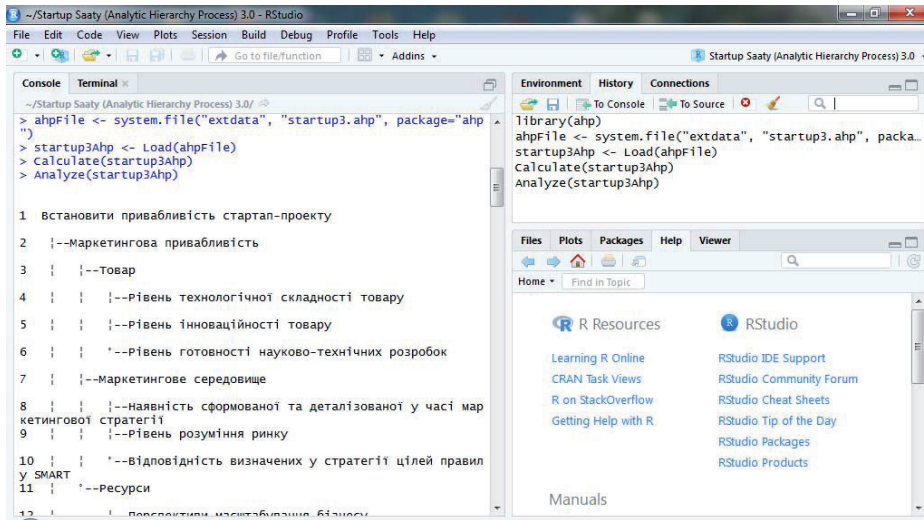 ~/Startup Saaty (Analytic Hierarchy Process) 3.0 - RStudio
File Edit Code View Plots Session Build Debug Profile Tools Help
Go to file/function Addins Startup Saaty (Analytic Hierarchy Process) 3.0
Console Terminal
~/Startup Saaty (Analytic Hierarchy Process) 3.0/
> ahpFile <- system.file("extdata", "startup3.ahp", package="ahp
")
> startup3Ahp <- Load(ahpFile)
> Calculate(startup3Ahp)
> Analyze(startup3Ahp)
1 Встановити привабливість стартап-проекту
2 ¦--Маркетингова привабливість
3 ¦ ¦--Товар
4 ¦ ¦ ¦--Рівень технологічної складності товару
5 ¦ ¦ ¦--Рівень інноваційності товару
6 ¦ ¦ °--Рівень готовності науково-технічних розробок
7 ¦ ¦--Маркетингове середовище
8 ¦ ¦ ¦--Наявність сформованої та деталізованої у часі мар
кетингової стратегії
9 ¦ ¦ ¦--Рівень розуміння ринку
10 ¦ ¦ °--Відповідність визначених у стратегії цілей правил
у SMART
11 ¦ °--Ресурси
12 ¦ ¦ Перспективи масштабування бізнесу
Environment History Connections
To Console To Source
library(ahp)
ahpFile <- system.file("extdata", "startup3.ahp", packa…
startup3Ahp <- Load(ahpFile)
Calculate(startup3Ahp)
Analyze(startup3Ahp)
Files Plots Packages Help Viewer
Home Find in Topic
R Resources
Learning R Online
CRAN Task Views
R on StackOverflow
Getting Help with R
RStudio
RStudio IDE Support
RStudio Community Forum
RStudio Cheat Sheets
RStudio Tip of the Day
RStudio Packages
RStudio Products
Manuals